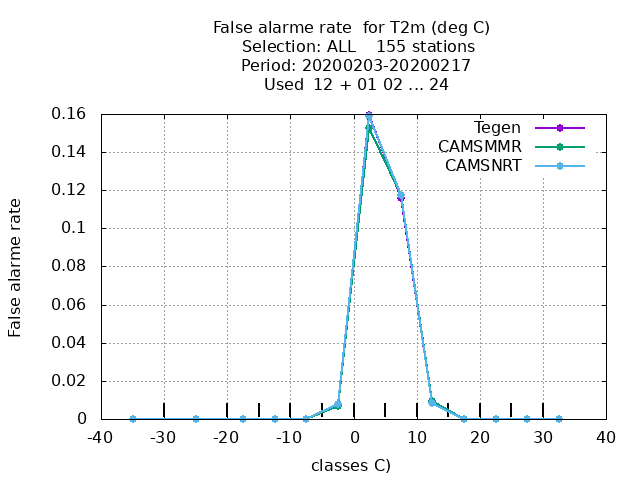 False alarme rate  for T2m (deg C)
Selection: ALL    155 stations
Period: 20200203-20200217
Used  12 + 01 02 ... 24
Tegen
CAMSMMR
CAMSNRT
False alarme rate
0.16
0.14
0.12
0.1
0.08
0.06
0.04
0.02
0
-40 -30 -20 -10 0 10 20 30 40
classes C)